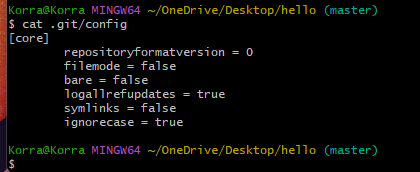 Korra@Korra MINGW64 ~/OneDrive/Desktop/hello (master)
$ cat .git/config
[core]
        repositoryformatversion = 0
        filemode = false
        bare = false
        logallrefupdates = true
        symlinks = false
        ignorecase = true

Korra@Korra MINGW64 ~/OneDrive/Desktop/hello (master)
$